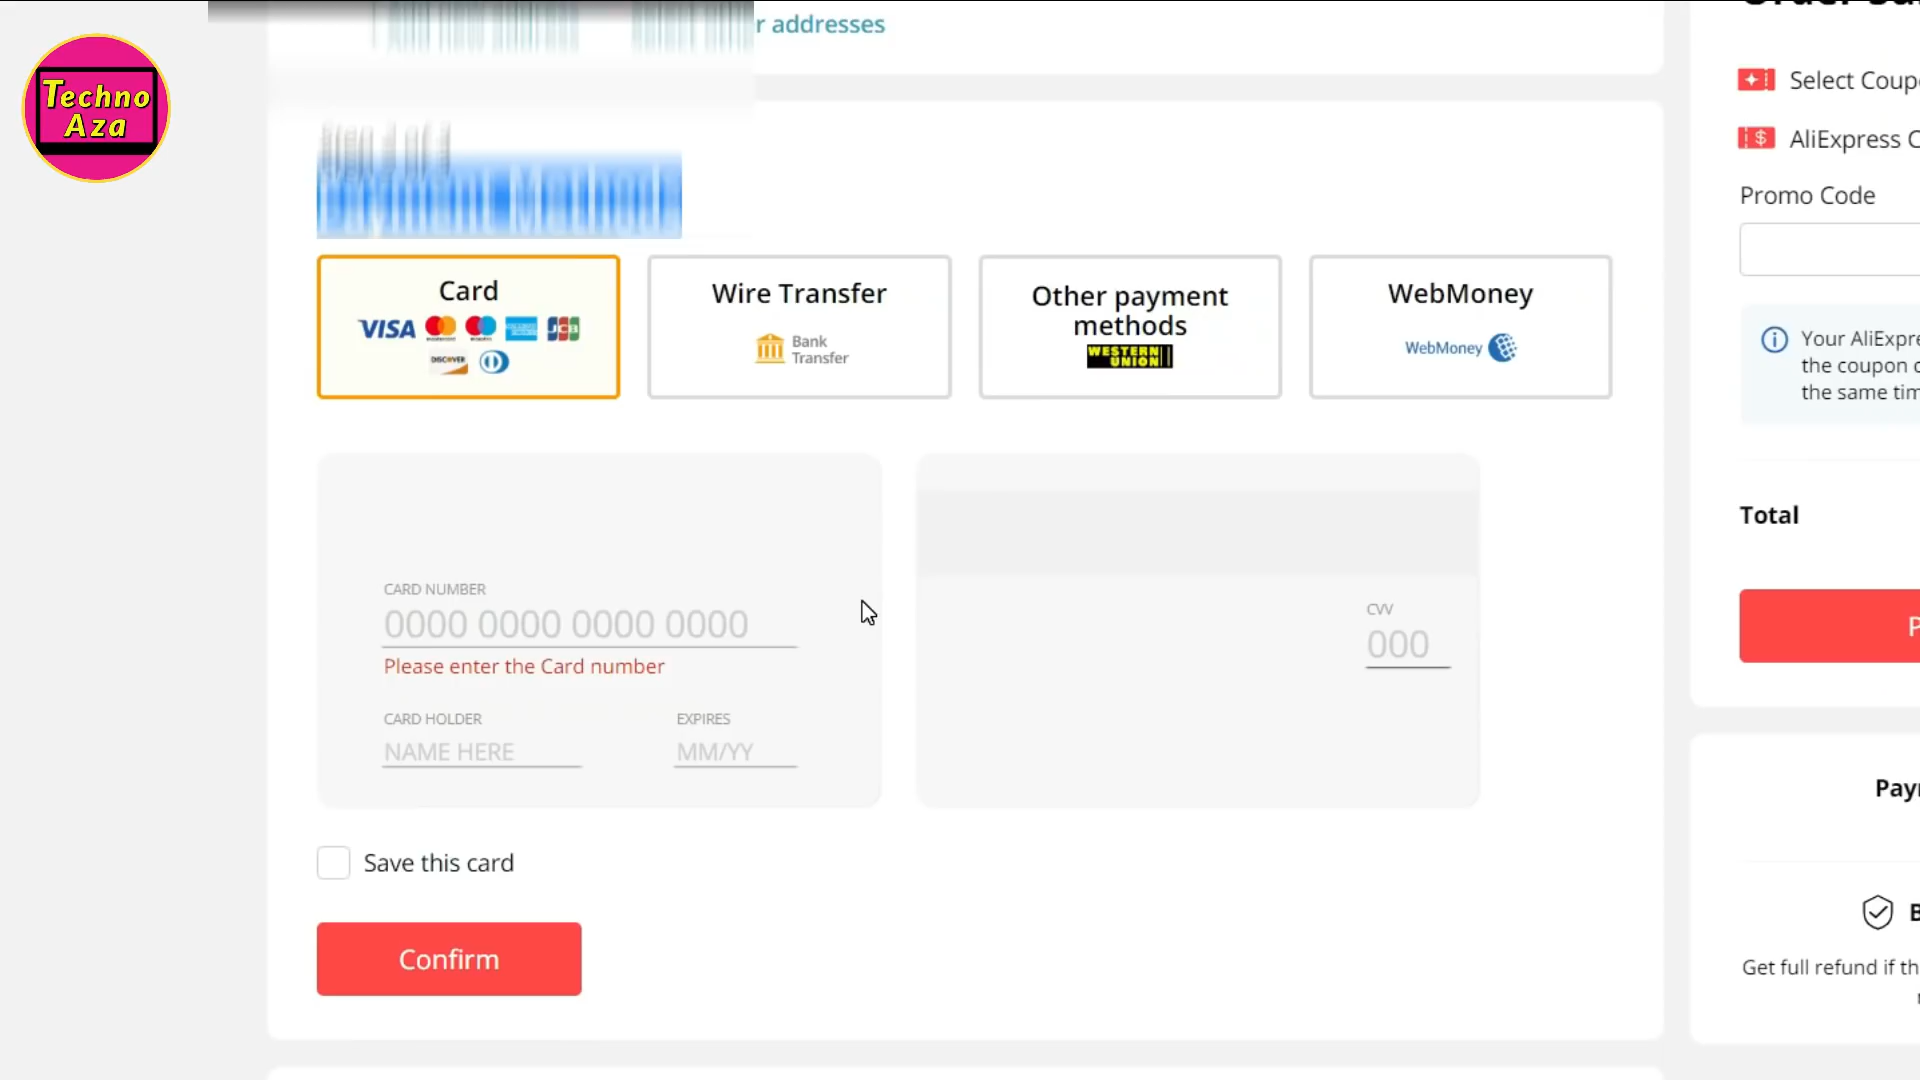 Techno
Aza
r addresses
Card
VISA
DISCOVER
JCB
Wire Transfer
Bank
Transfer
Other payment
methods
WESTERN
UNION
WebMoney
WebMoney
CARD NUMBER
0000 0000 0000 0000
Please enter the Card number
CARD HOLDER
NAME HERE
EXPIRES
MM/YY
CVV
000
Save this card
Confirm
Select Coup
AliExpress C
Promo Code
Your AliExpre
the coupon c
the same tim
Total
P
Payr
B
Get full refund if th